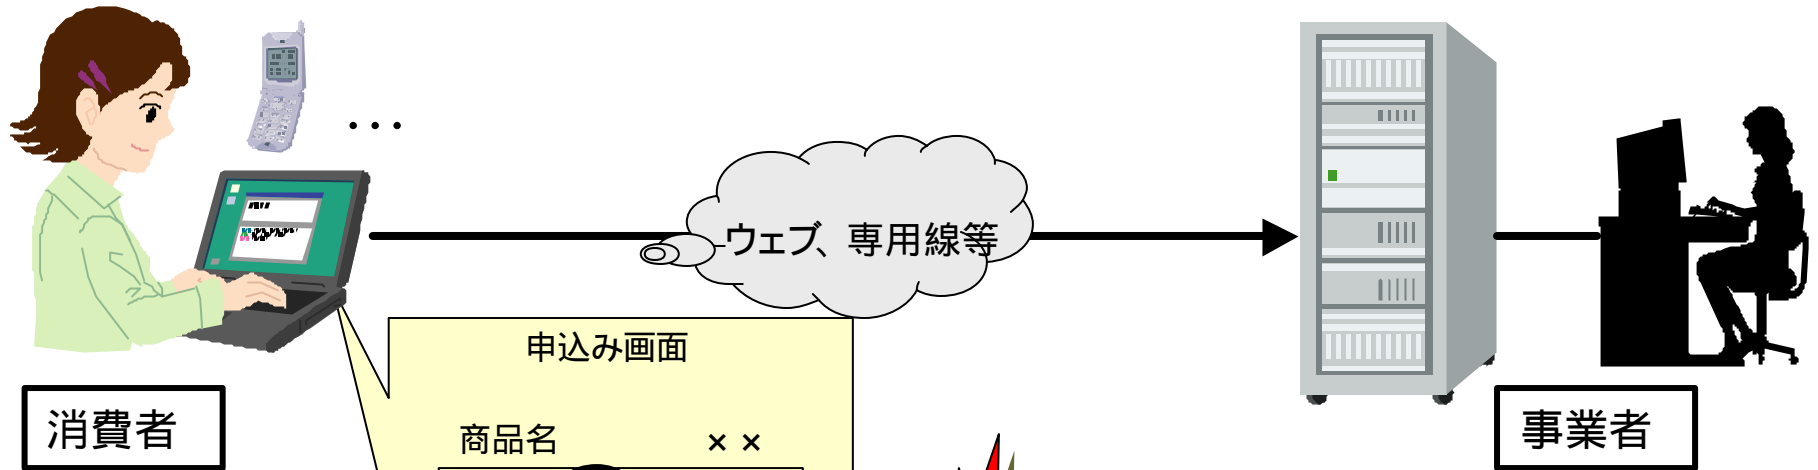 …
ウェブ、専用線等
申込み画面
消費者
商品名 ××
事業者